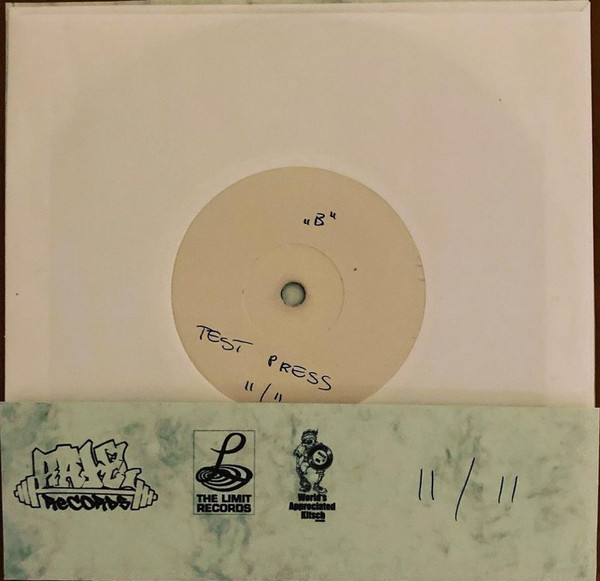 „B"
TEST PRESS
11/11
RECORDS
THE LIMIT
RECORDS
World's
Appreciated
Kitsch
11/11